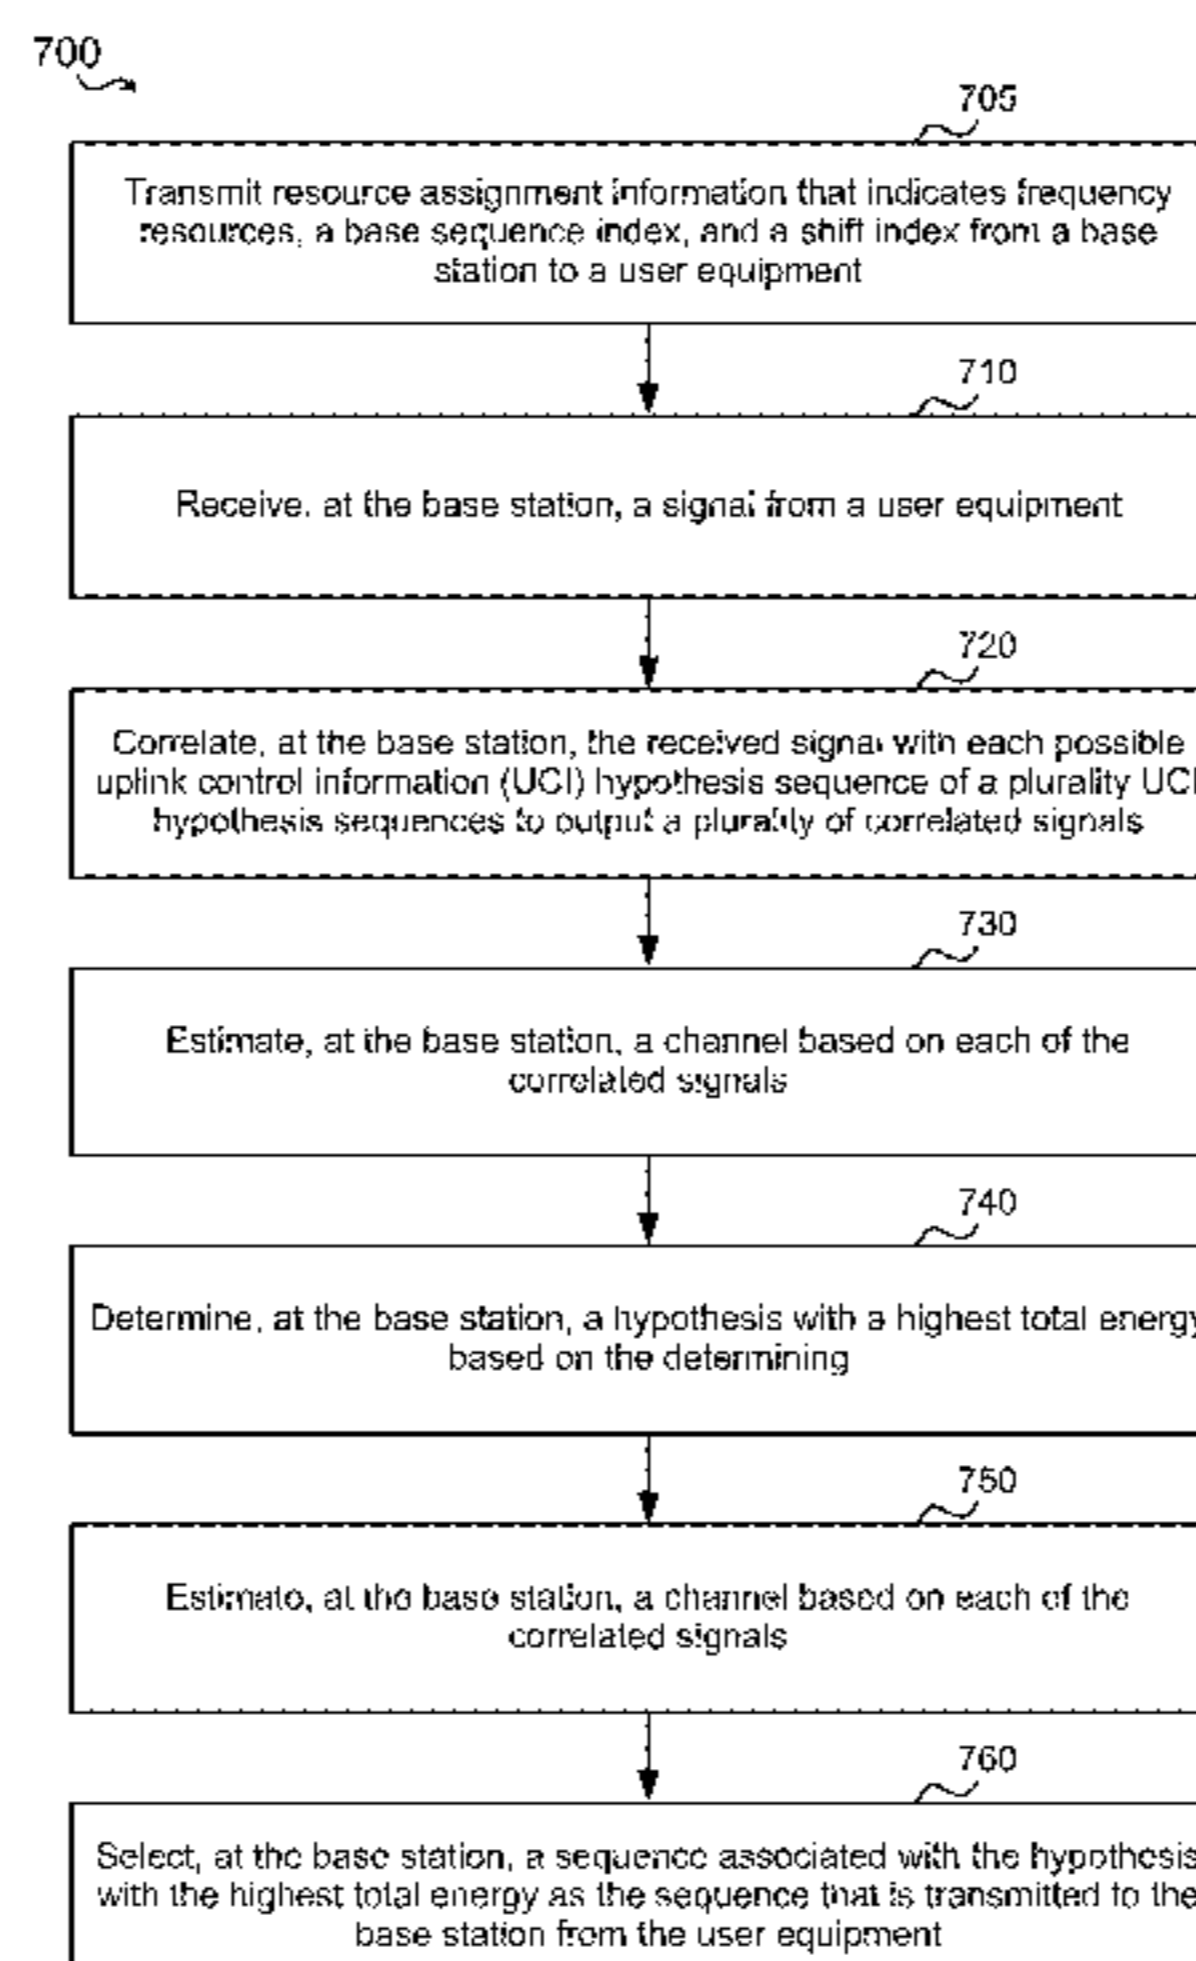 700
705
Transmit resource assignment information that indicates frequency
resources, a base sequence index, and a shift index from a base
station to a user equipment
710
Receive, at the base station, a signal from a user equipment
720
Correlate, at the base station, the received signal with each possible
uplink control information (UCI) hypothesis sequence of a plurality UCI
hypothesis sequences to output a plurality of correlated signals
730
Estimate, at the base station, a channel based on each of the
correlated signals
740
Determine, at the base station, a hypothesis with a highest total energy
based on the determining
750
Estimate, at the base station, a channel based on each of the
correlated signals
760
Select, at the base station, a sequence associated with the hypothesis
with the highest total energy as the sequence that is transmitted to the
base station from the user equipment